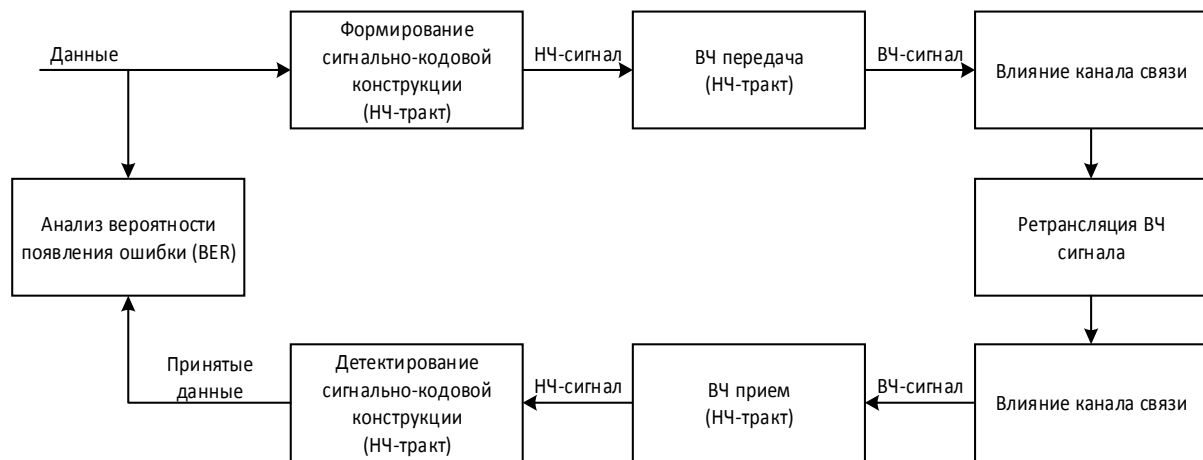 Данные
Формирование
сигнально-кодовой
конструкции
(НЧ-тракт)
НЧ-сигнал
ВЧ передача
(НЧ-тракт)
ВЧ-сигнал
Влияние канала связи
Анализ вероятности
появления ошибки (BER)
Ретрансляция ВЧ
сигнала
Принятые
данные
Детектирование
сигнально-кодовой
конструкции
(НЧ-тракт)
НЧ-сигнал
ВЧ прием
(НЧ-тракт)
ВЧ-сигнал
Влияние канала связи